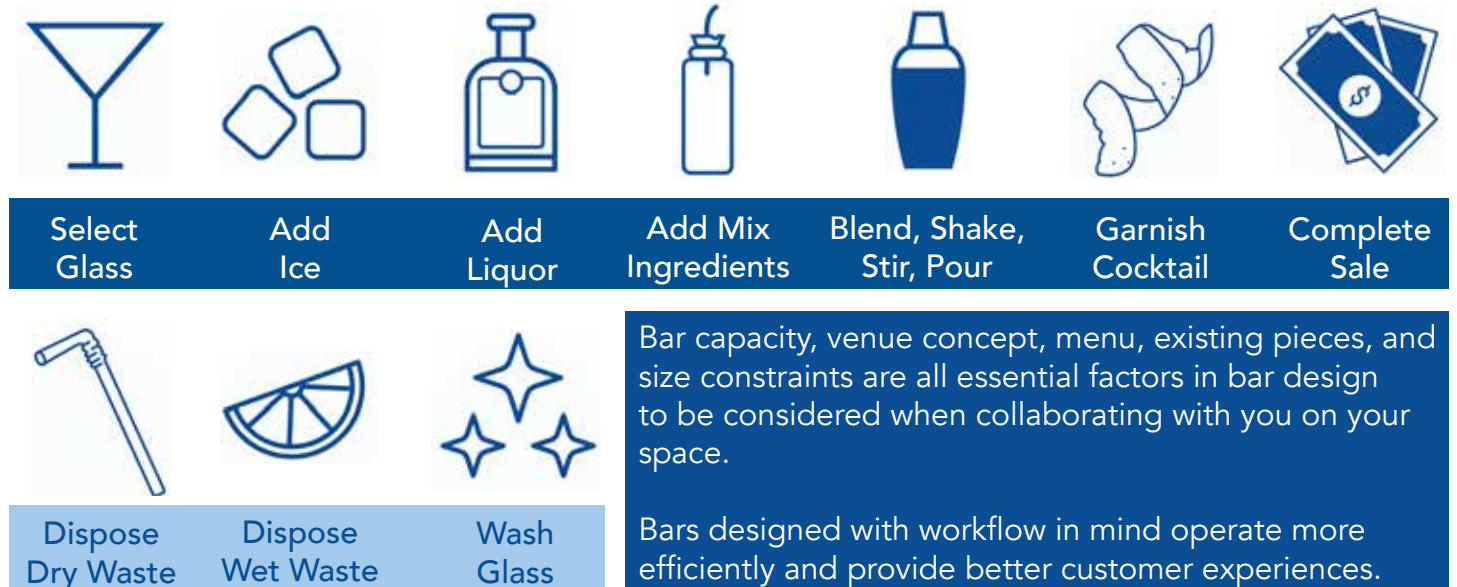 Select
Glass
Add
Ice
Add
Liquor
Add Mix
Ingredients
Blend, Shake,
Stir, Pour
Garnish
Cocktail
Complete
Sale
$
Dispose
Dry Waste
Dispose
Wet Waste
Wash
Glass
Bar capacity, venue concept, menu, existing pieces, and
size constraints are all essential factors in bar design
to be considered when collaborating with you on your
space.
Bars designed with workflow in mind operate more
efficiently and provide better customer experiences.